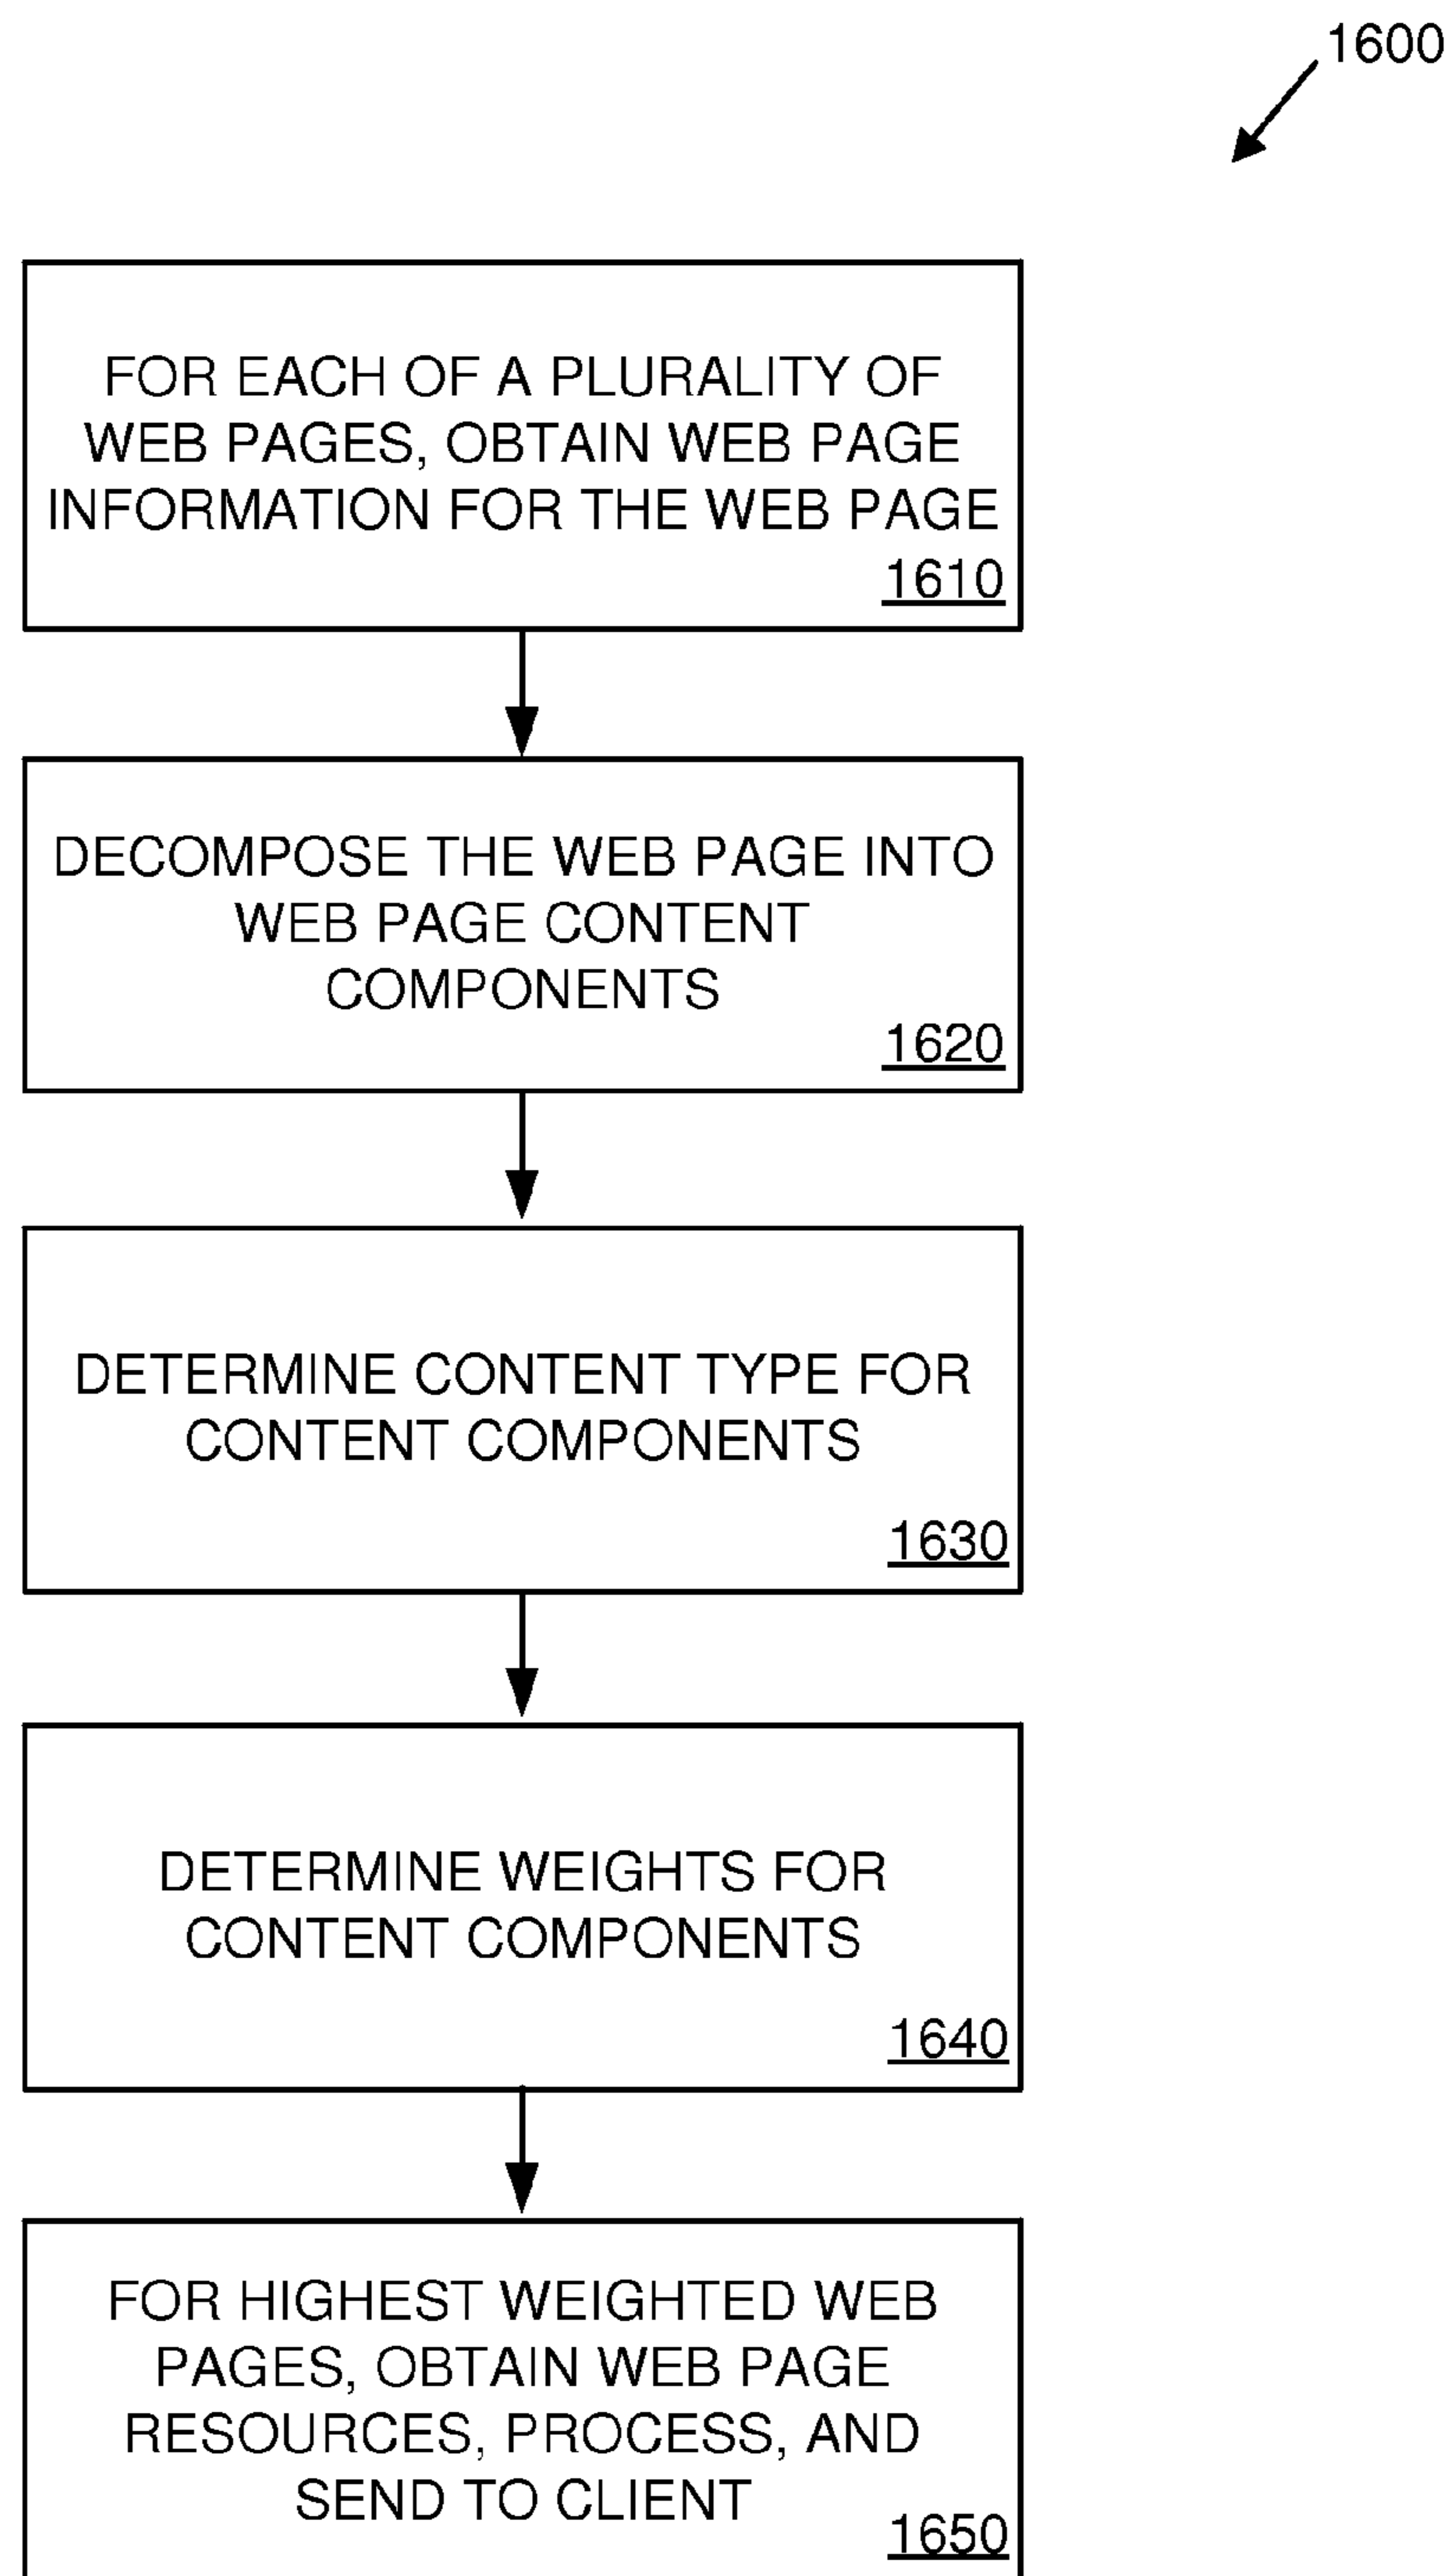 1600
FOR EACH OF A PLURALITY OF
WEB PAGES, OBTAIN WEB PAGE
INFORMATION FOR THE WEB PAGE
1610
DECOMPOSE THE WEB PAGE INTO
WEB PAGE CONTENT
COMPONENTS
1620
DETERMINE CONTENT TYPE FOR
CONTENT COMPONENTS
1630
DETERMINE WEIGHTS FOR
CONTENT COMPONENTS
1640
FOR HIGHEST WEIGHTED WEB
PAGES, OBTAIN WEB PAGE
RESOURCES, PROCESS, AND
SEND TO CLIENT
1650